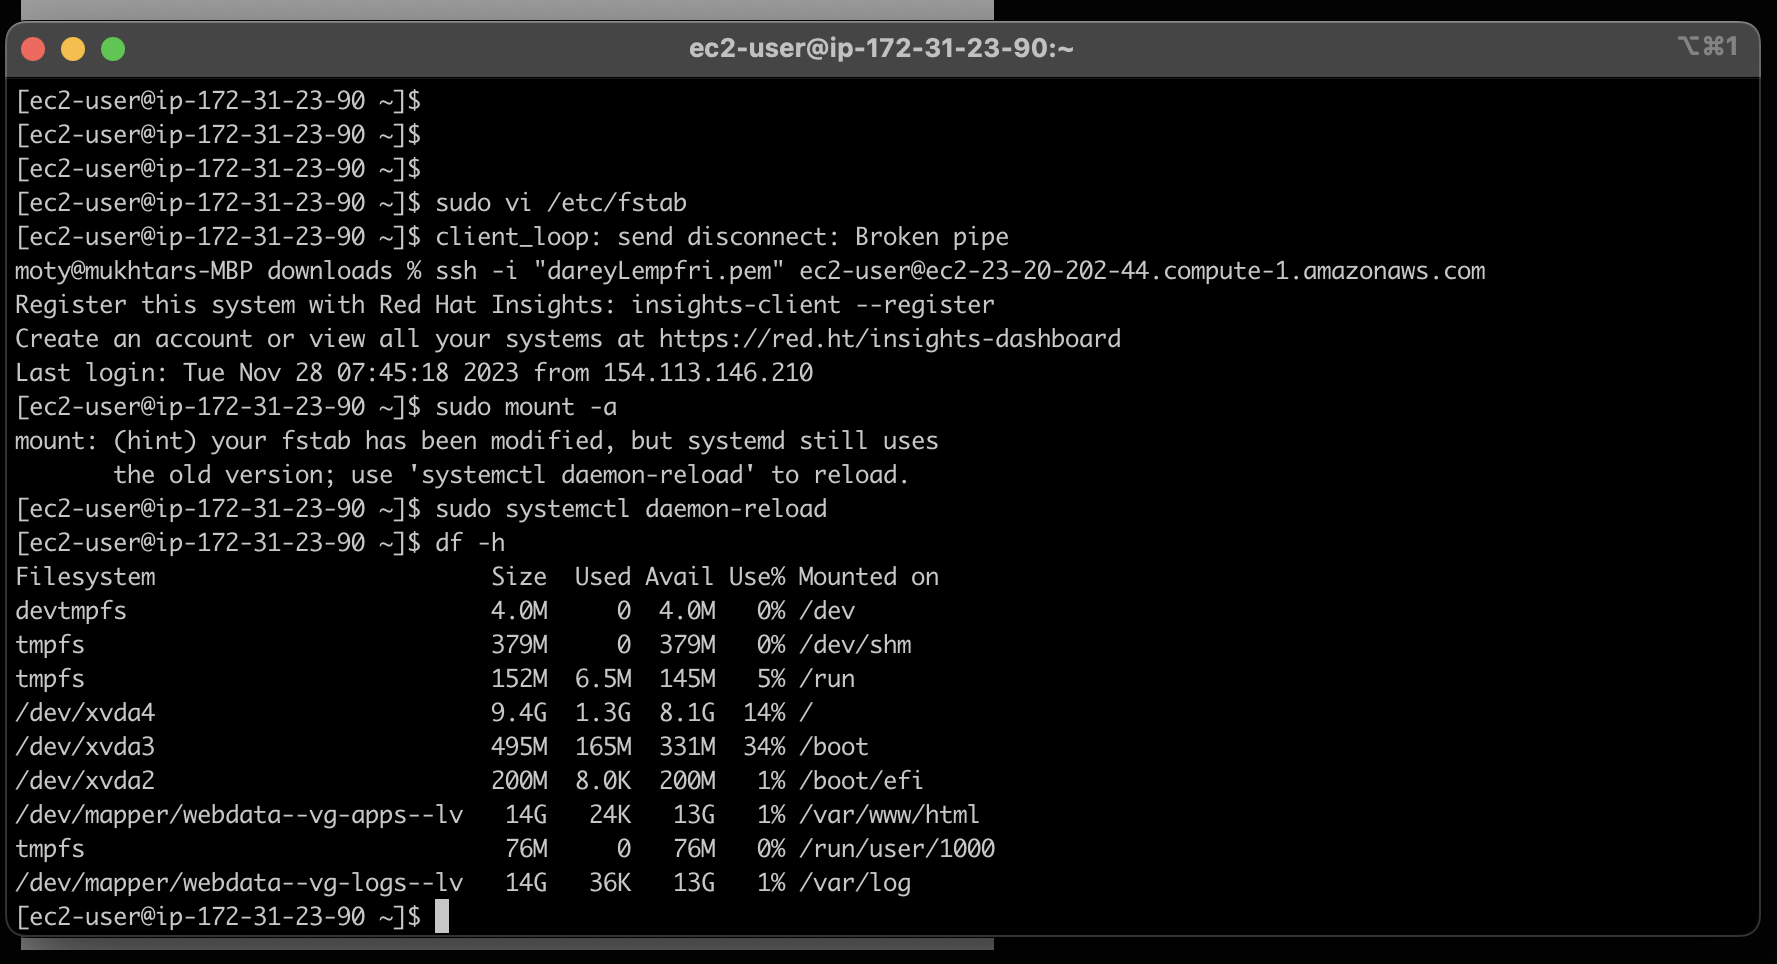 ec2-user@ip-172-31-23-90:~
⌥⌘1
[ec2-user@ip-172-31-23-90 ~]$
[ec2-user@ip-172-31-23-90 ~]$
[ec2-user@ip-172-31-23-90 ~]$
[ec2-user@ip-172-31-23-90 ~]$ sudo vi /etc/fstab
[ec2-user@ip-172-31-23-90 ~]$ client_loop: send disconnect: Broken pipe
moty@mukhtars-MBP downloads % ssh -i "dareyLempfri.pem" ec2-user@ec2-23-20-202-44.compute-1.amazonaws.com
Register this system with Red Hat Insights: insights-client --register
Create an account or view all your systems at https://red.ht/insights-dashboard
Last login: Tue Nov 28 07:45:18 2023 from 154.113.146.210
[ec2-user@ip-172-31-23-90 ~]$ sudo mount -a
mount: (hint) your fstab has been modified, but systemd still uses
       the old version; use 'systemctl daemon-reload' to reload.
[ec2-user@ip-172-31-23-90 ~]$ sudo systemctl daemon-reload
[ec2-user@ip-172-31-23-90 ~]$ df -h
Filesystem                        Size  Used Avail Use% Mounted on
devtmpfs                          4.0M     0  4.0M   0% /dev
tmpfs                             379M     0  379M   0% /dev/shm
tmpfs                             152M  6.5M  145M   5% /run
/dev/xvda4                        9.4G  1.3G  8.1G  14% /
/dev/xvda3                        495M  165M  331M  34% /boot
/dev/xvda2                        200M  8.0K  200M   1% /boot/efi
/dev/mapper/webdata--vg-apps--lv   14G   24K   13G   1% /var/www/html
tmpfs                              76M     0   76M   0% /run/user/1000
/dev/mapper/webdata--vg-logs--lv   14G   36K   13G   1% /var/log
[ec2-user@ip-172-31-23-90 ~]$